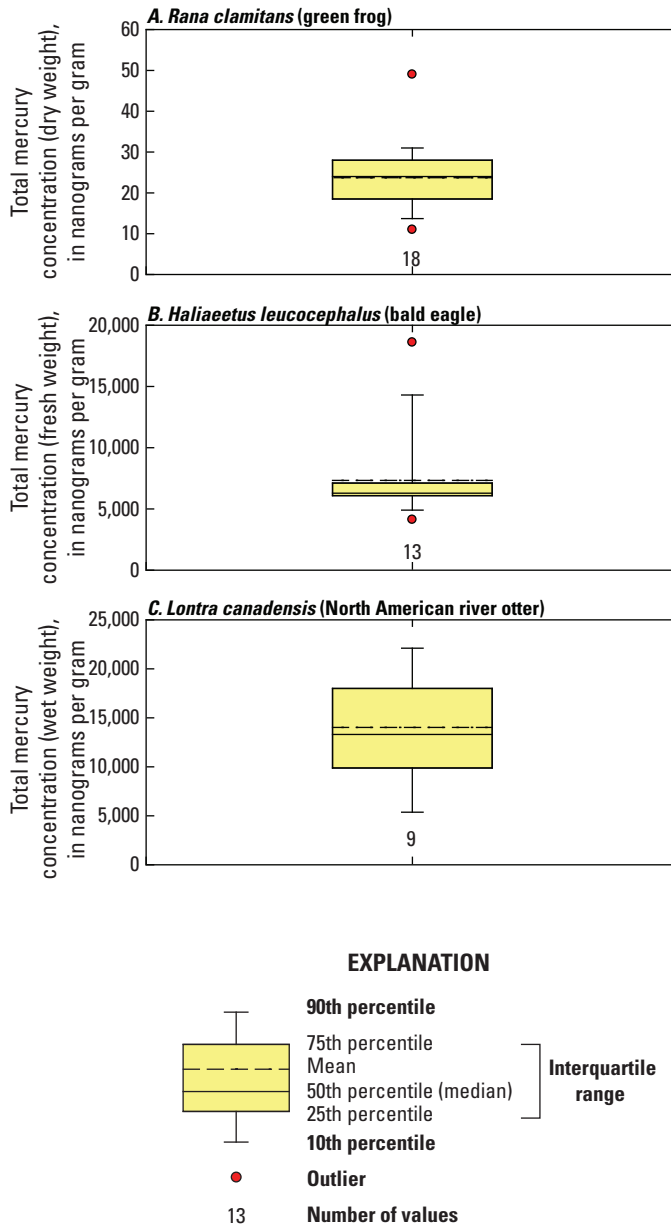 A. Rana clamitans (green frog)
Total mercury
concentration (dry weight),
in nanograms per gram
60
50
40
30
20
10
0
18
B. Haliaeetus leucocephalus (bald eagle)
Total mercury
concentration (fresh weight),
in nanograms per gram
20,000
15,000
10,000
5,000
0
13
C. Lontra canadensis (North American river otter)
Total mercury
concentration (wet weight),
in nanograms per gram
25,000
20,000
15,000
10,000
5,000
0
9
EXPLANATION
90th percentile
75th percentile
Mean
50th percentile (median)
25th percentile
10th percentile
Interquartile
range
Outlier
13 Number of values